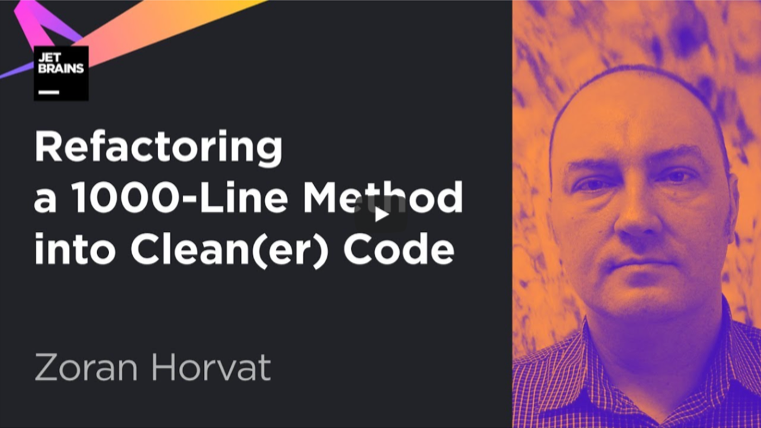 JET
BRAINS
Refactoring
a 1000-Line Method
into Clean(er) Code
Zoran Horvat